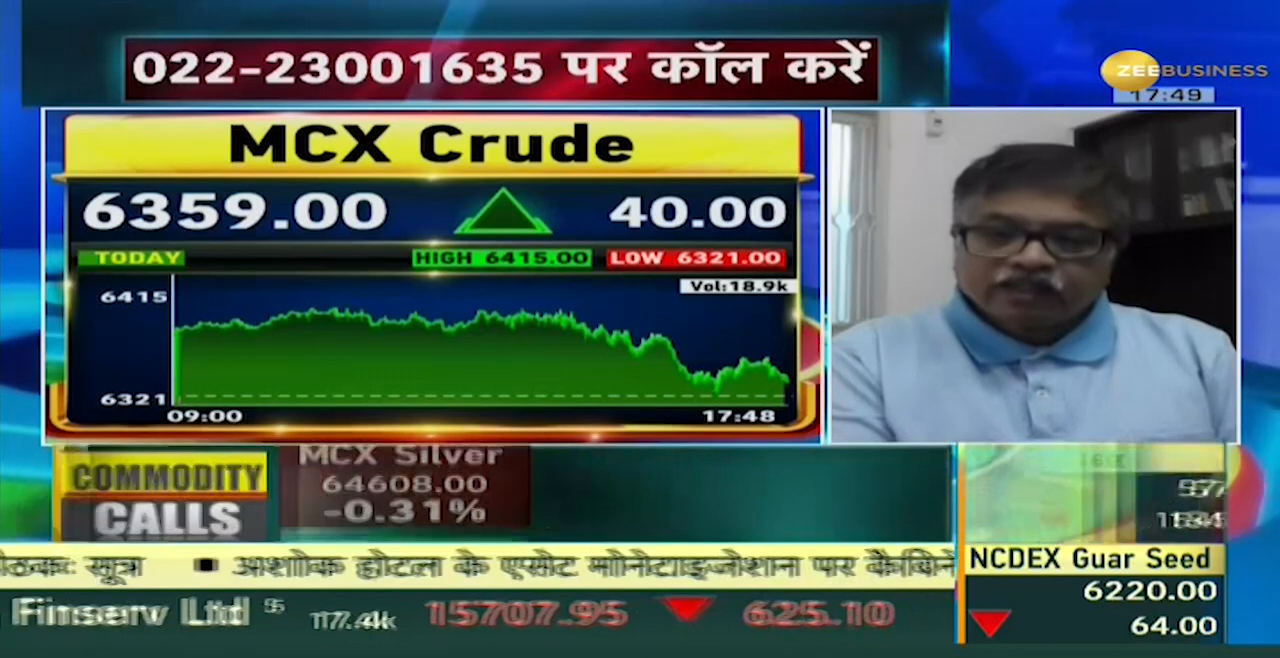 022-23001635 पर कॉल करें
ZEEBUSINESS
17:49
MCX Crude
6359.00 40.00
TODAY HIGH 6415.00 LOW 6321.00
Vol:18.9k
6415
6321
09:00 17:48
COMMODITY
CALLS
MCX Silver
64608.00
-0.31%
सूत्र ■ अशोक होटल के एसेट मोनेटाइजेशन पर
NCDEX Guar Seed
6220.00
64.00
Finserv Ltd 117.4k 15707.95 625.10